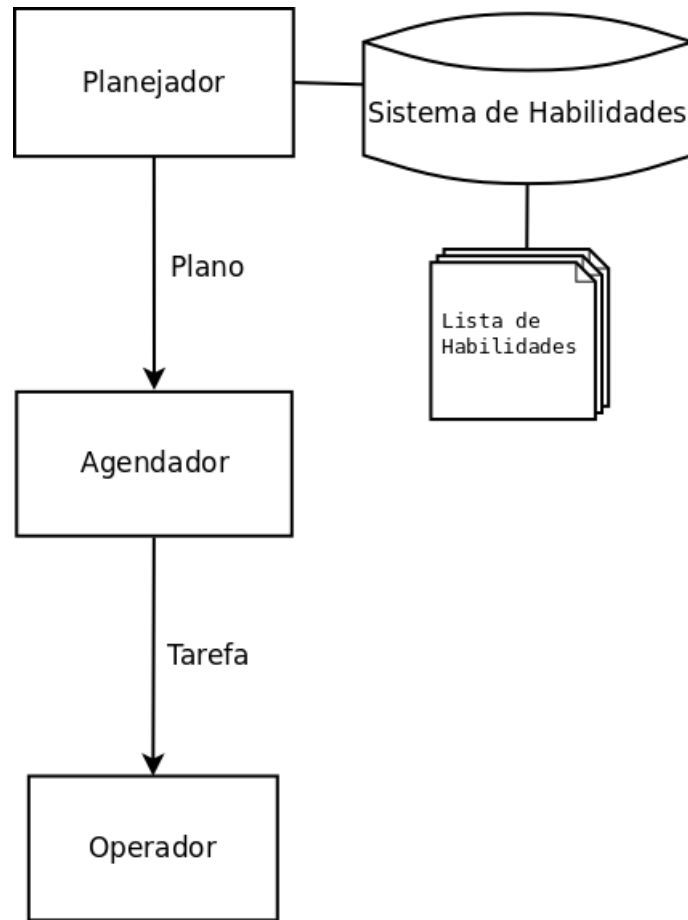 Planejador
Sistema de Habilidades
Plano
Lista de
Habilidades
Agendador
Tarefa
Operador